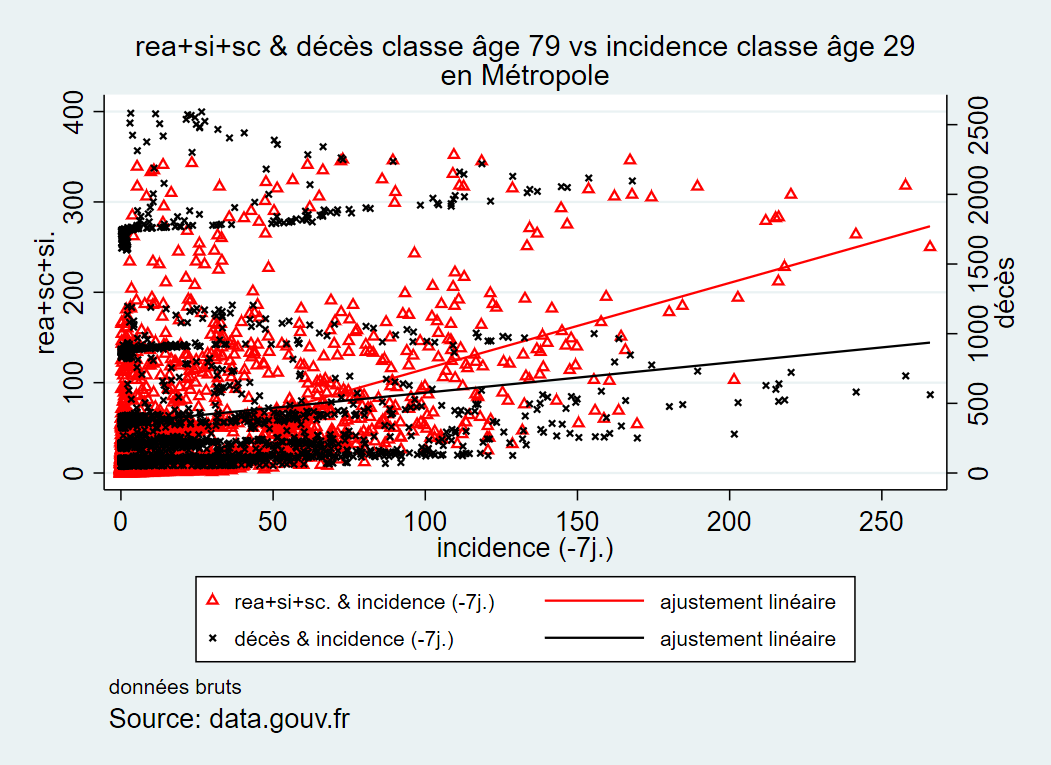 rea+si+sc & décès classe âge 79 vs incidence classe âge 29
en Métropole
rea+sc+si.
400
300
200
100
0
2500
2000
1500
1000
500
0
décès
0 50 100 150 200 250
incidence (-7j.)
rea+si+sc. & incidence (-7j.) ajustement linéaire
décès & incidence (-7j.) ajustement linéaire
données bruts
Source: data.gouv.fr